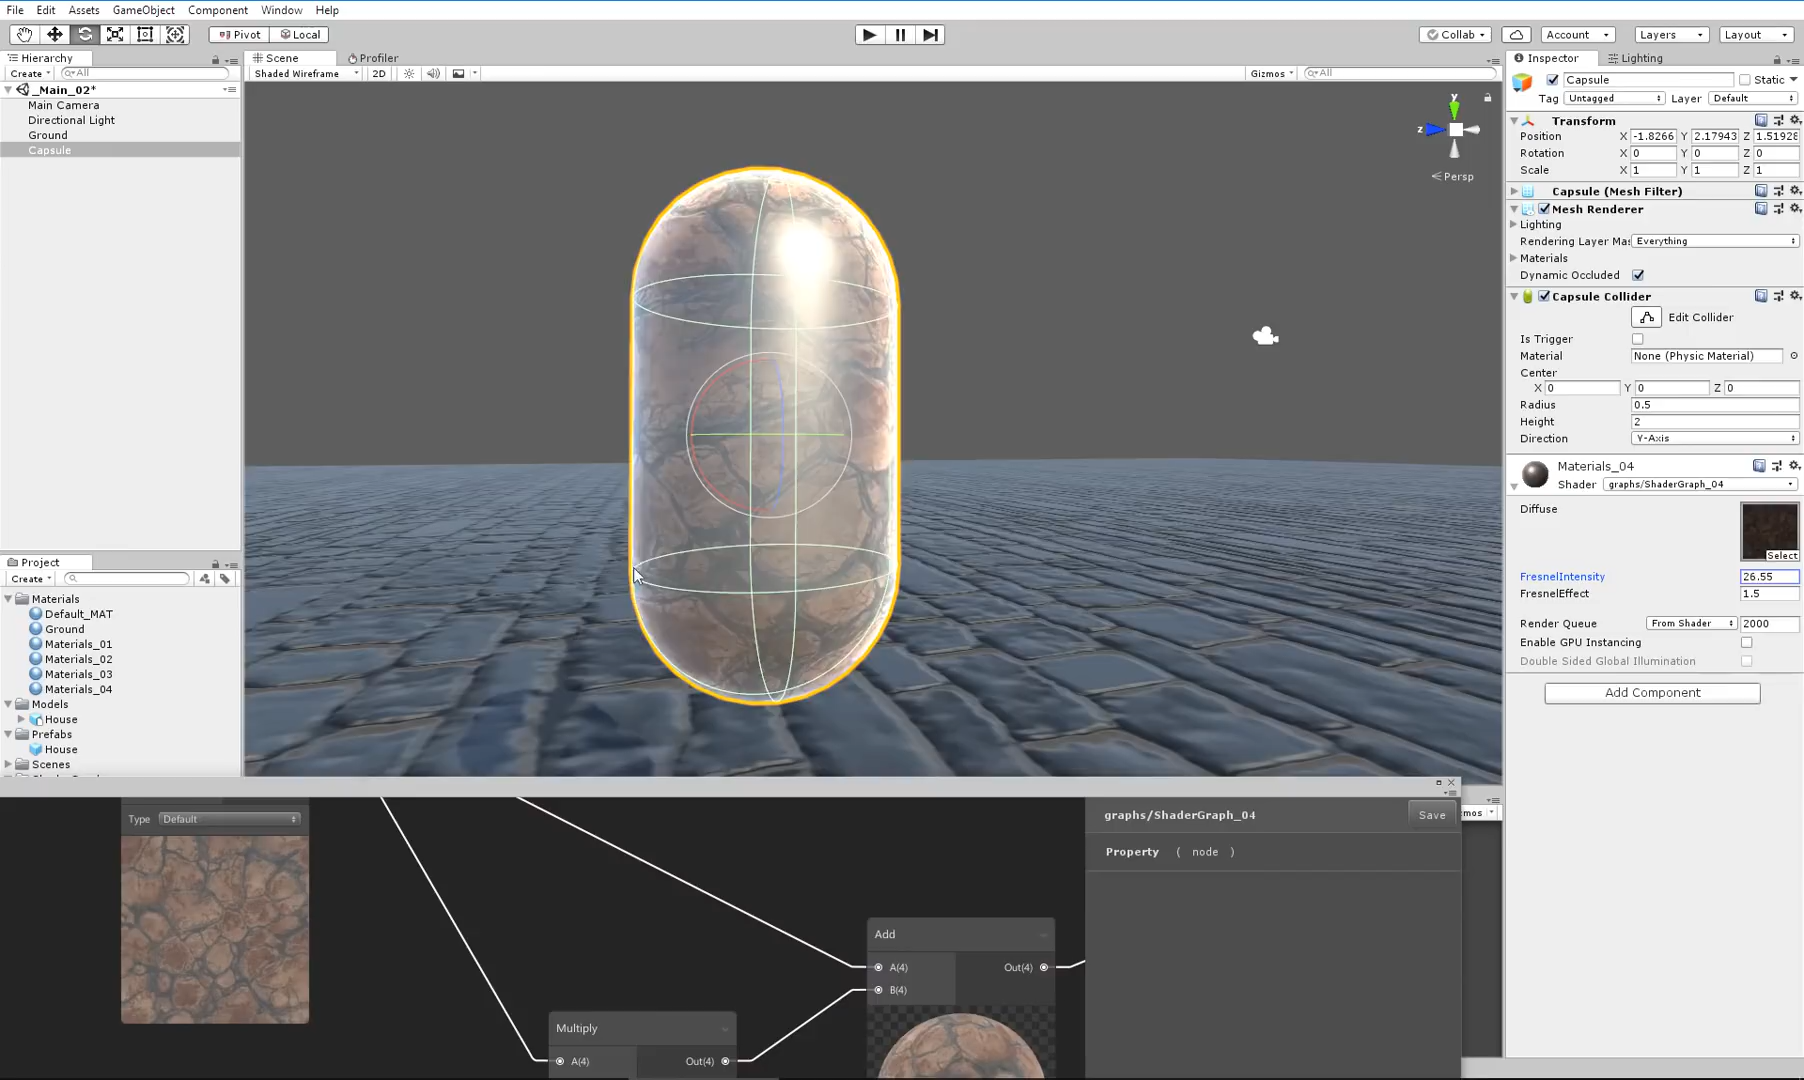 File Edit Assets GameObject Component Window Help
Pivot Local Collab Account Layers Layout
Hierarchy
Create All
_Main_02*
Main Camera
Directional Light
Ground
Capsule
Scene Profiler
Shaded Wireframe 2D Gizmos All
y
z
Persp
Project
Create
Materials
Default_MAT
Ground
Materials_01
Materials_02
Materials_03
Materials_04
Models
House
Prefabs
House
Scenes
Inspector Lighting
Capsule Static
Tag Untagged Layer Default
Transform
Position X -1.8266 Y 2.17943 Z 1.51928
Rotation X 0 Y 0 Z 0
Scale X 1 Y 1 Z 1
Capsule (Mesh Filter)
Mesh Renderer
Lighting
Rendering Layer Mas Everything
Materials
Dynamic Occluded
Capsule Collider
Edit Collider
Is Trigger
Material None (Physic Material)
Center
X 0 Y 0 Z 0
Radius 0.5
Height 2
Direction Y-Axis
Materials_04
Shader graphs/ShaderGraph_04
Diffuse
Select
FresnelIntensity 26.55
FresnelEffect 1.5
Render Queue From Shader 2000
Enable GPU Instancing
Double Sided Global Illumination
Add Component
Type Default
Add
A(4) Out(4)
B(4)
Multiply
A(4) Out(4)
graphs/ShaderGraph_04 Save
Property ( node )
zmos